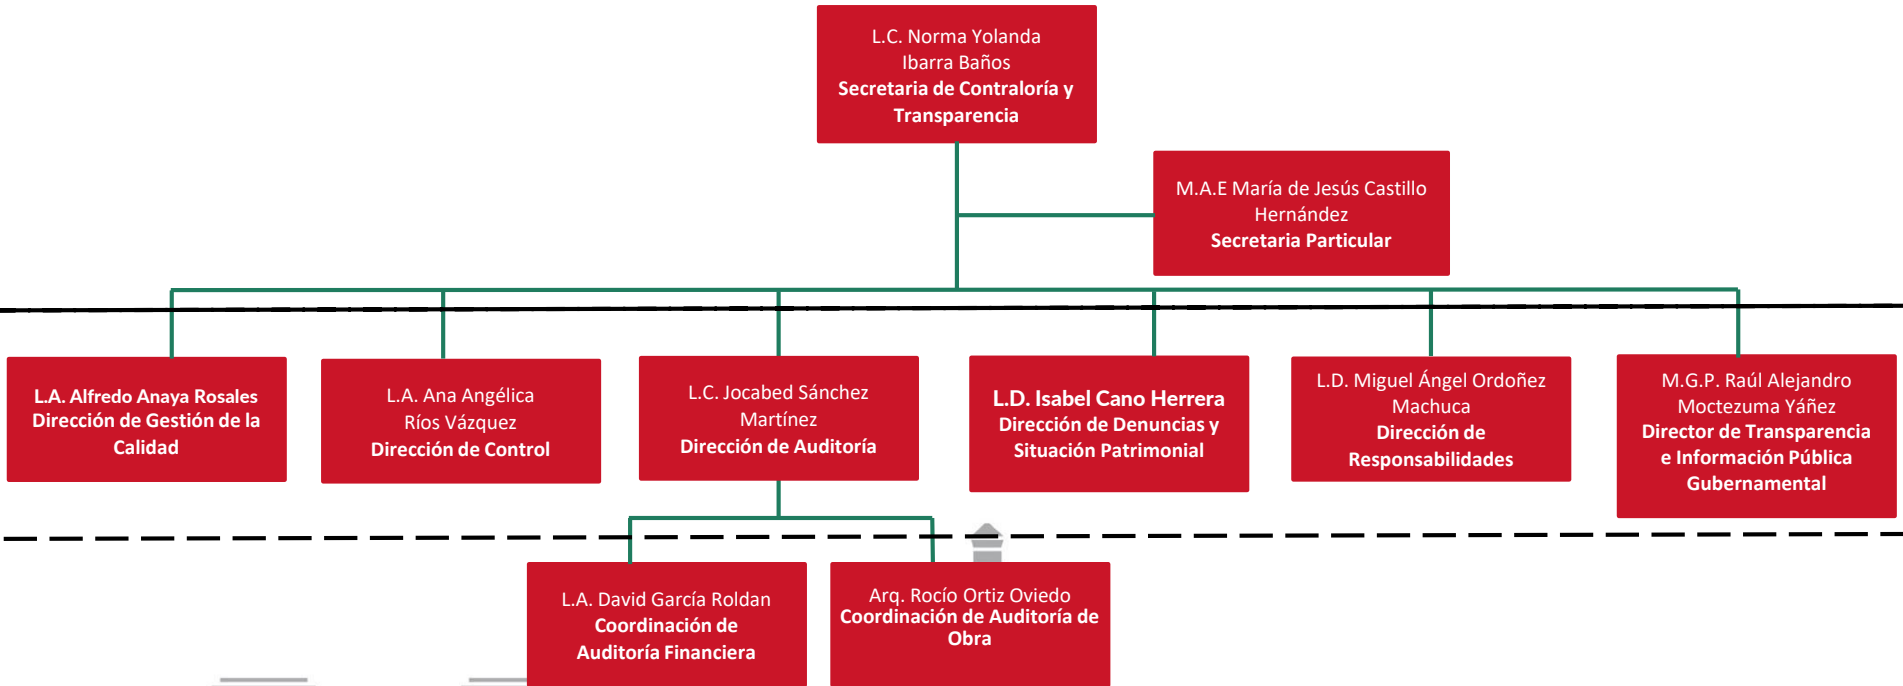 L.C. Norma Yolanda
Ibarra Baños
Secretaria de Contraloría y
Transparencia
M.A.E María de Jesús Castillo
Hernández
Secretaria Particular
L.A. Alfredo Anaya Rosales
Dirección de Gestión de la
Calidad
L.A. Ana Angélica
Ríos Vázquez
Dirección de Control
L.C. Jocabed Sánchez
Martínez
Dirección de Auditoría
L.D. Isabel Cano Herrera
Dirección de Denuncias y
Situación Patrimonial
L.D. Miguel Ángel Ordoñez
Machuca
Dirección de
Responsabilidades
M.G.P. Raúl Alejandro
Moctezuma Yáñez
Director de Transparencia
e Información Pública
Gubernamental
L.A. David García Roldan
Coordinación de
Auditoría Financiera
Arq. Rocío Ortiz Oviedo
Coordinación de Auditoría de
Obra